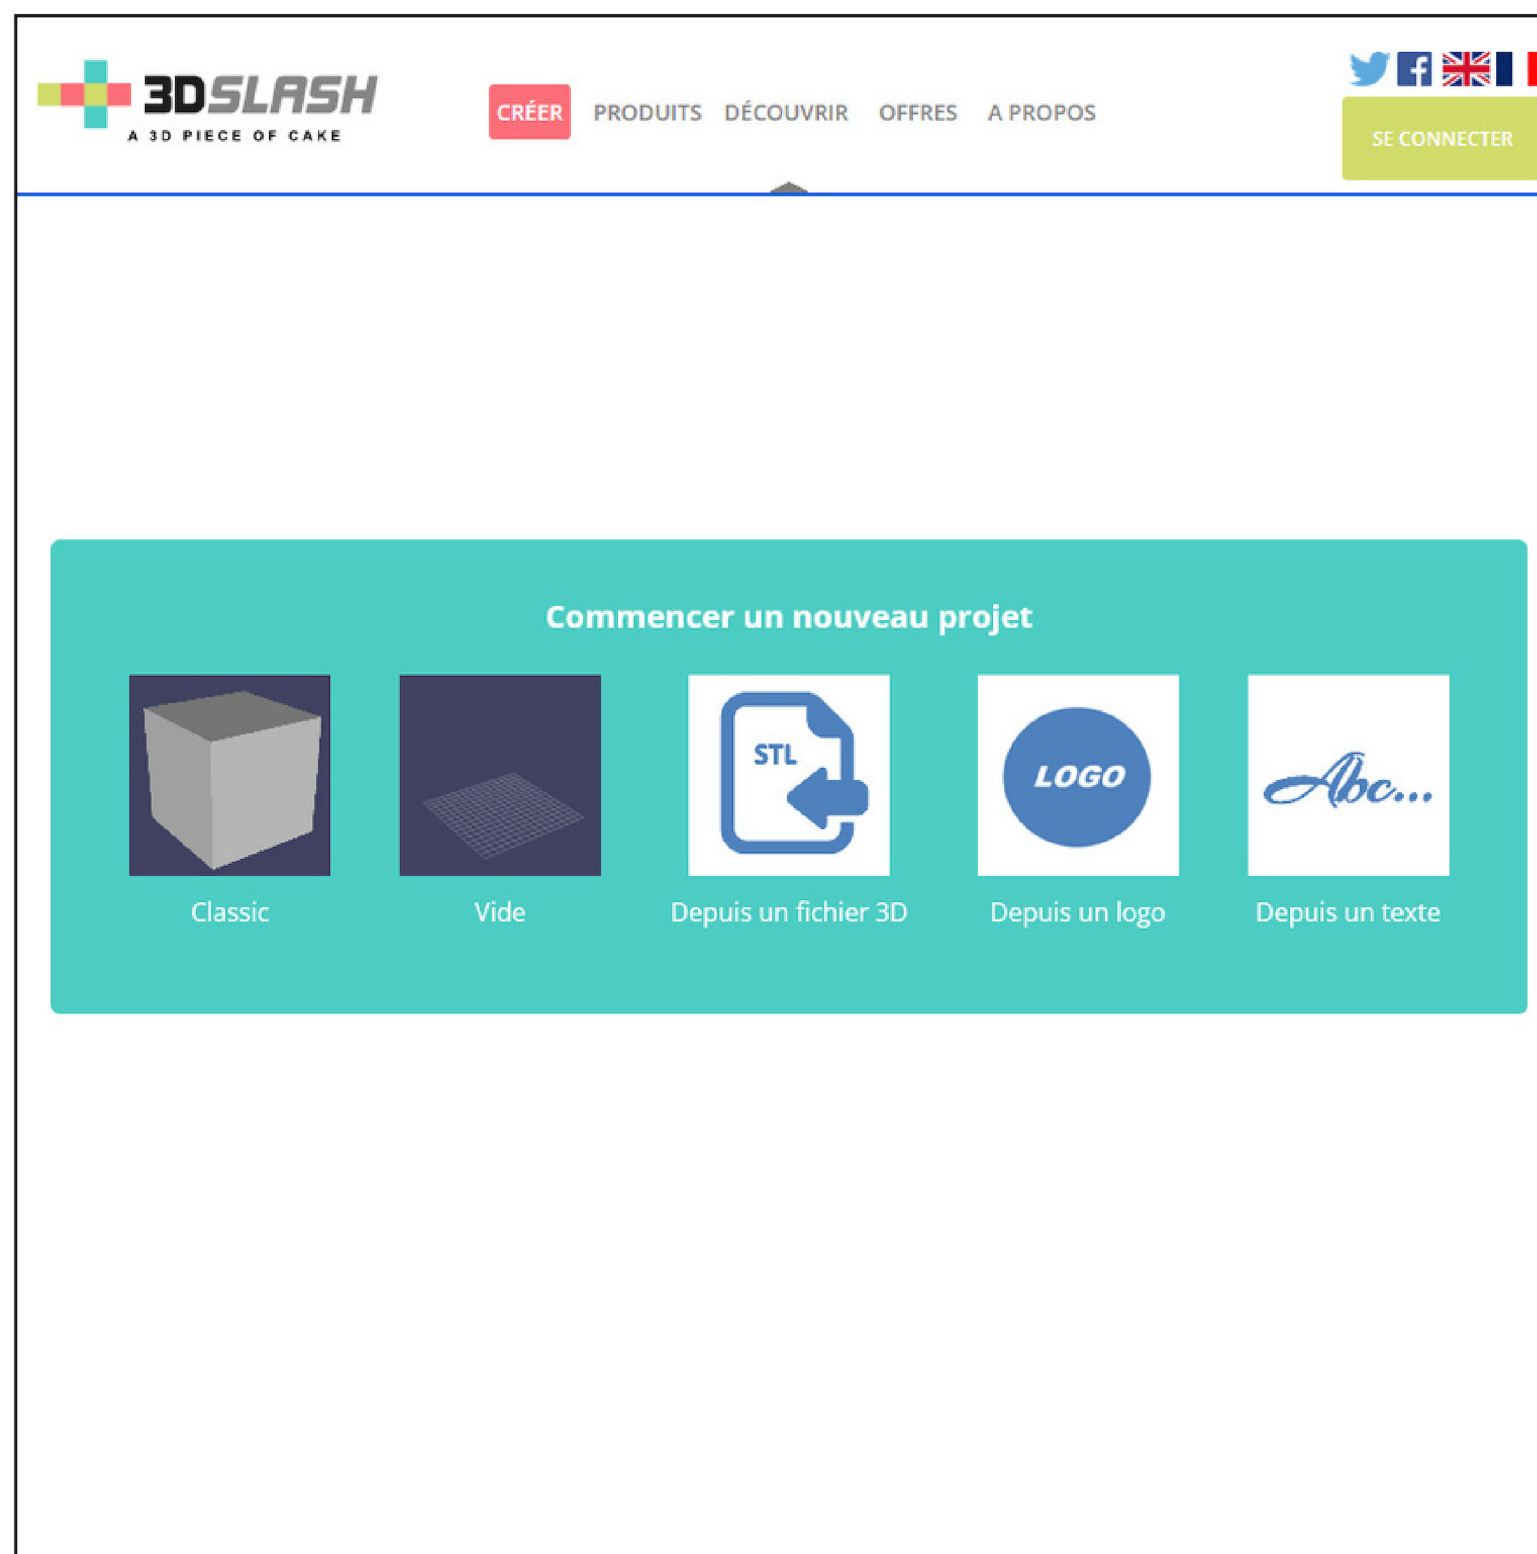 3DSLASH
A 3D PIECE OF CAKE
CRÉER PRODUITS DÉCOUVRIR OFFRES A PROPOS
SE CONNECTER
Commencer un nouveau projet
STL
LOGO
Abc...
Classic Vide Depuis un fichier 3D Depuis un logo Depuis un texte